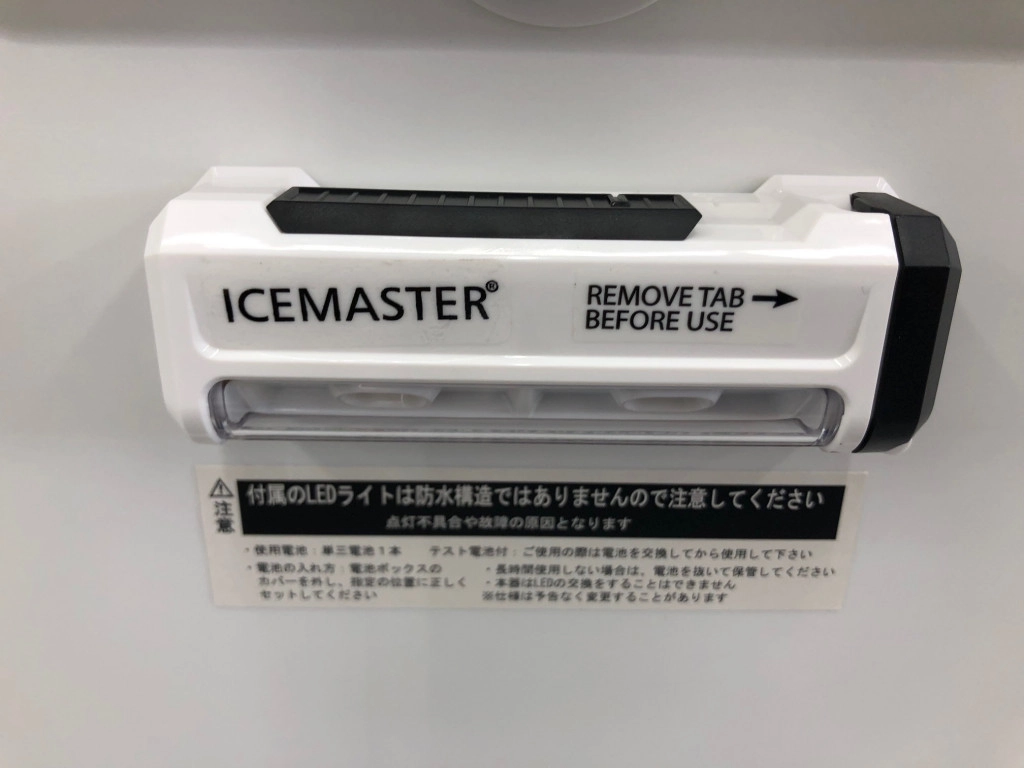 ICEMASTER®
REMOVE TAB →
BEFORE USE
注意
付属のLEDライトは防水構造ではありませんので注意してください
点灯不具合や故障の原因となります
・使用電池：単三電池1本 テスト電池付：ご使用の際は電池を交換してから使用して下さい
・電池の入れ方：電池ボックスの
カバーを外し、指定の位置に正しく
セットしてください
・長時間使用しない場合は、電池を抜いて保管してください
・本器はLEDの交換をすることはできません
※仕様は予告なく変更することがあります